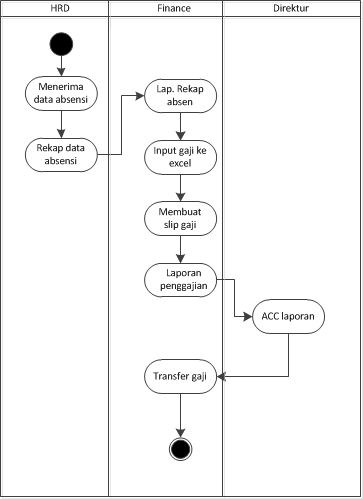 HRD
Finance
Direktur
Menerima
data absensi
Rekap data
absensi
Lap. Rekap
absen
Input gaji ke
excel
Membuat
slip gaji
Laporan
penggajian
ACC laporan
Transfer gaji